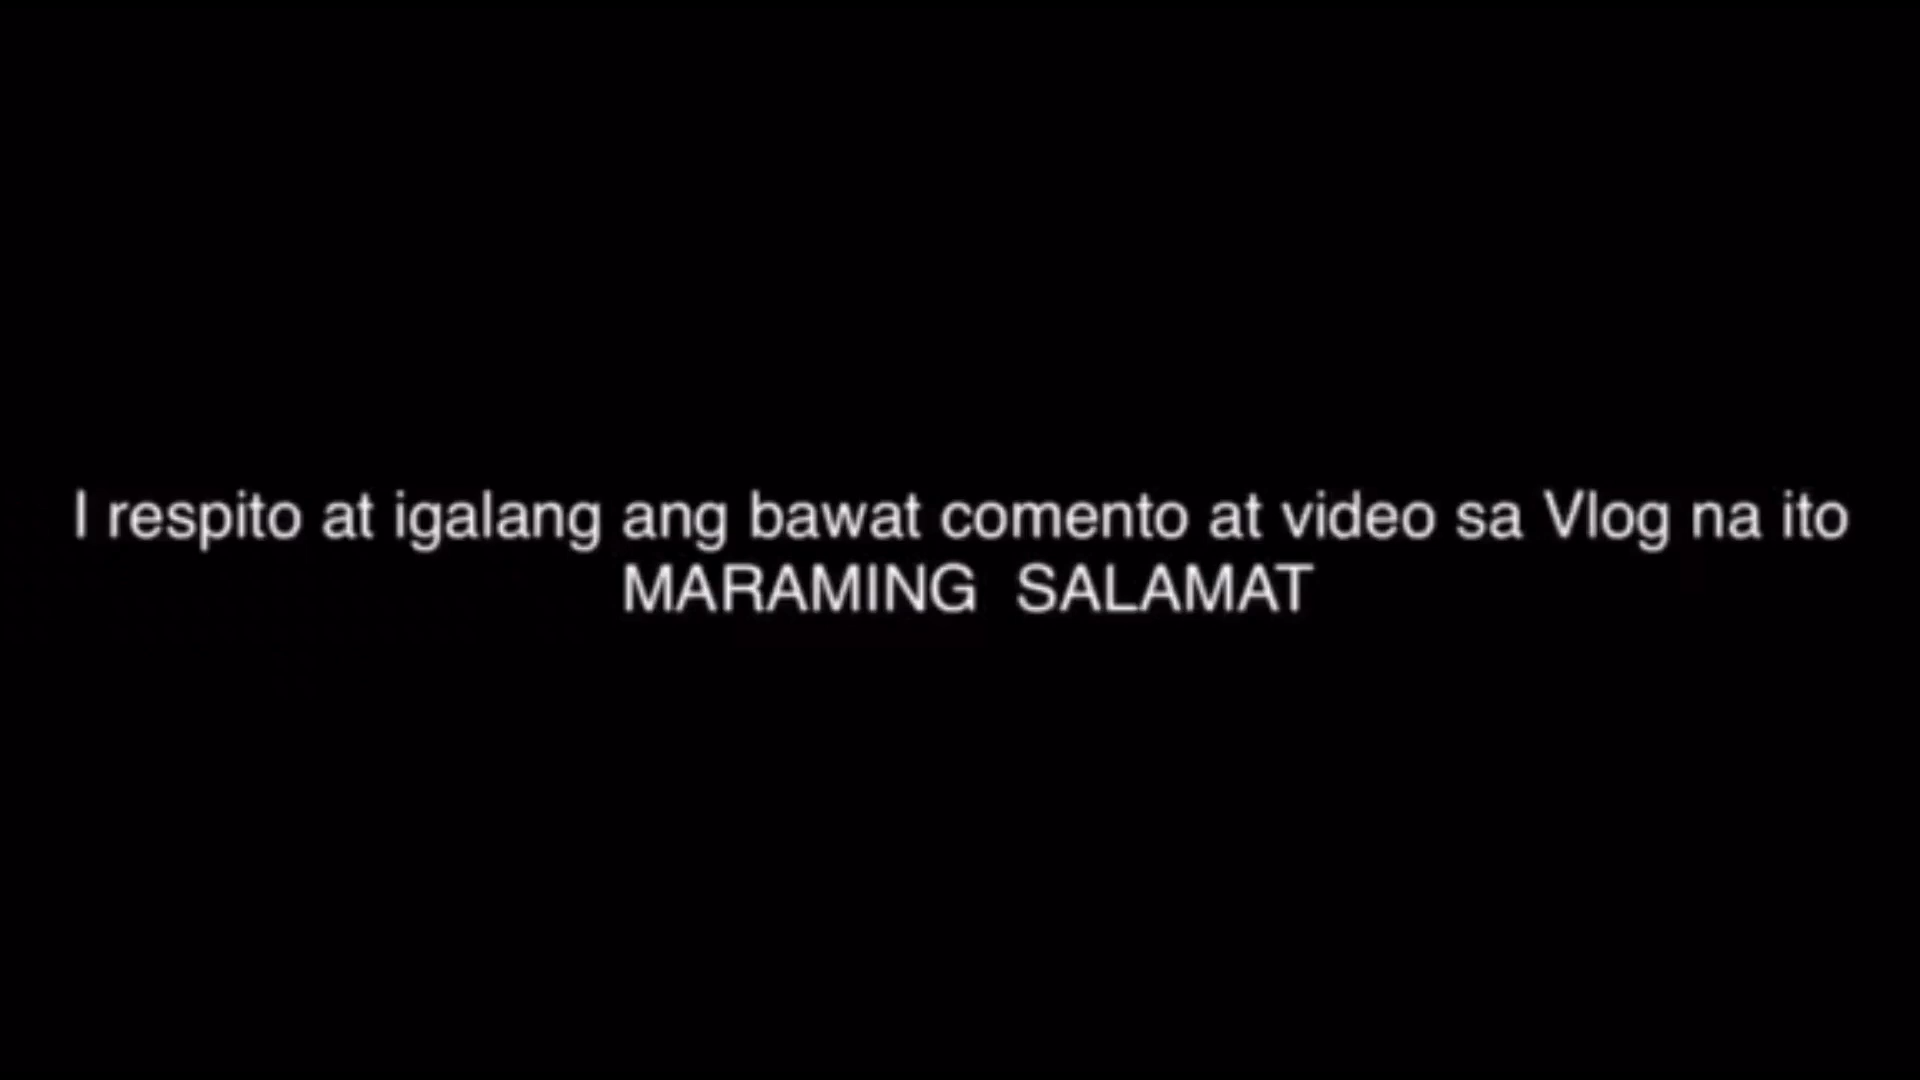 I respito at igalang ang bawat comento at video sa Vlog na ito
MARAMING SALAMAT